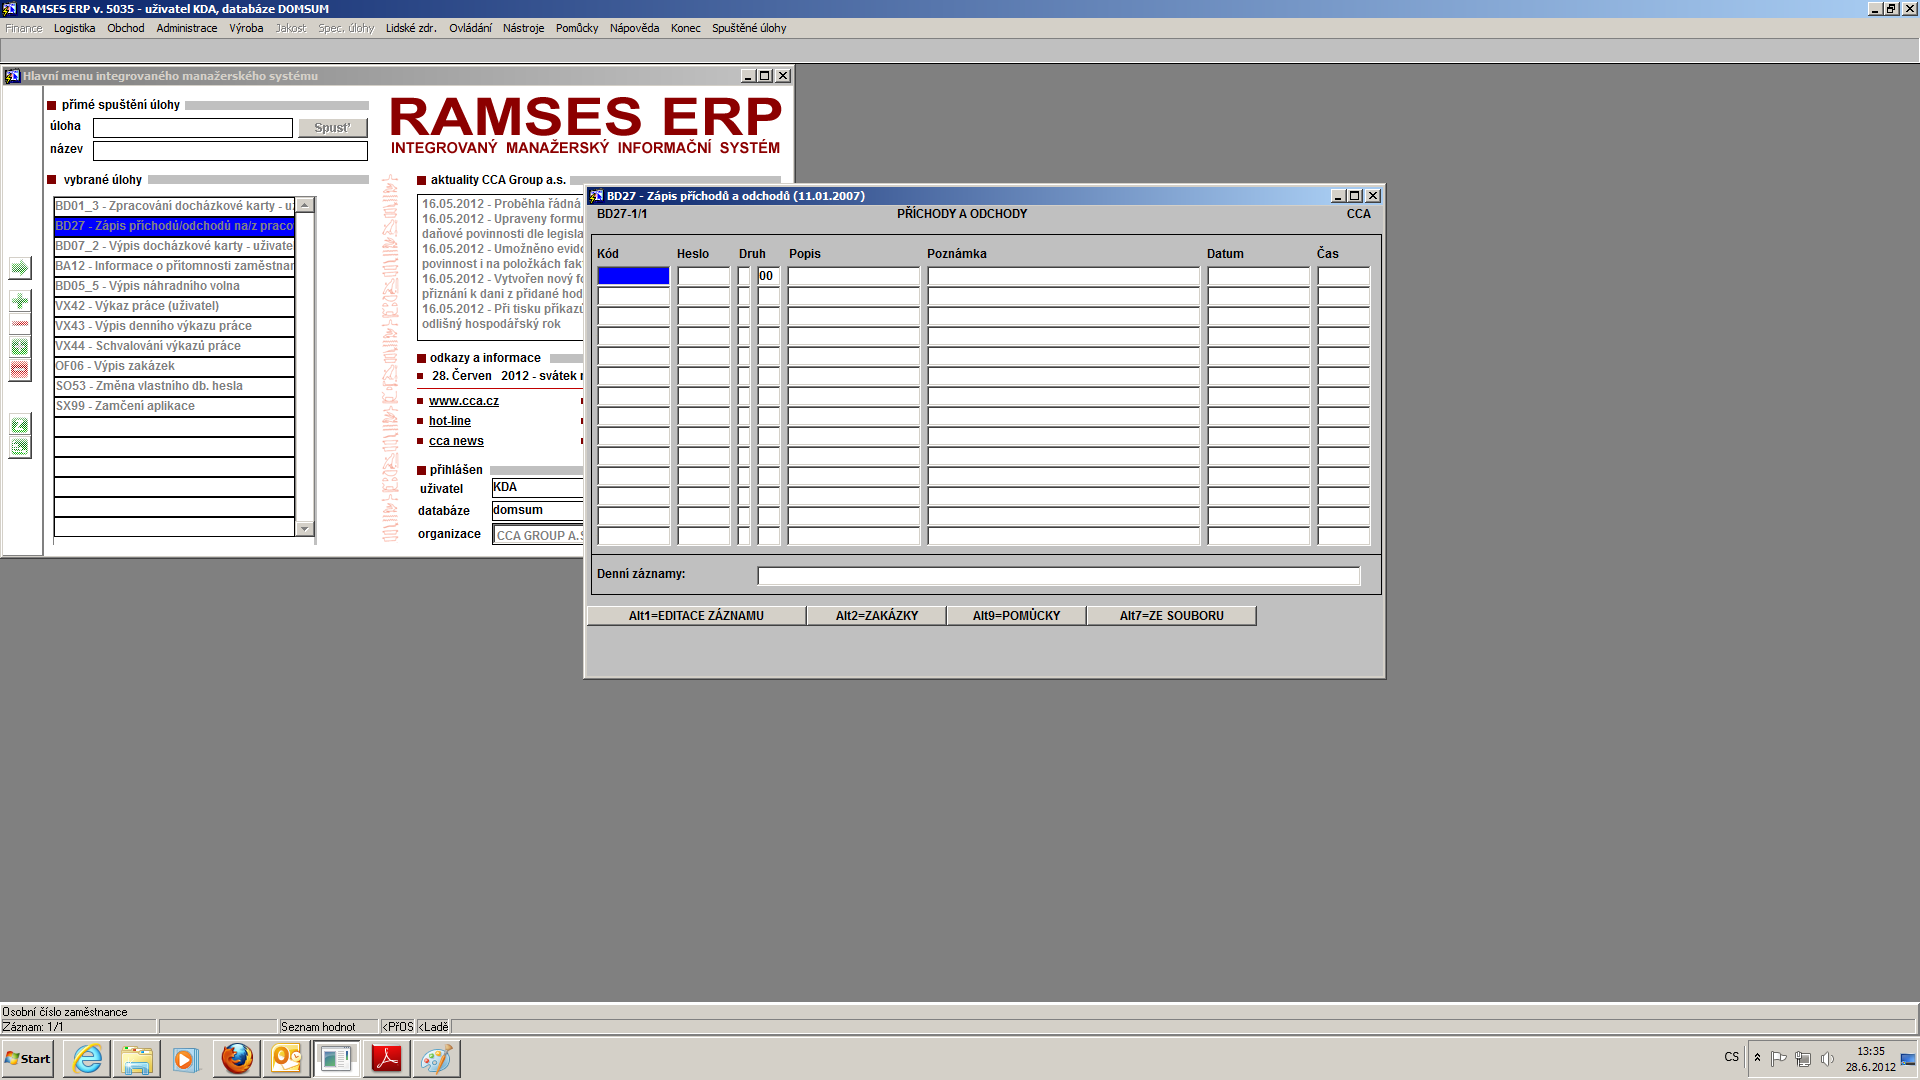 RAMSES ERP v. 5035 - uživatel KDA, databáze DOMSUM
Finance Logistika Obchod Administrace Výroba Jakost Spec. úlohy Lidské zdr. Ovládání Nástroje Pomůcky Nápověda Konec Spuštěné úlohy
Hlavní menu integrovaného manažerského systému
přímé spuštění úlohy
úloha
Spusť
název
RAMSES ERP
INTEGROVANÝ MANAŽERSKÝ INFORMAČNÍ SYSTÉM
vybrané úlohy
BD01_3 - Zpracování docházkové karty - u
BD27 - Zápis příchodů/odchodů na/z praco
BD07_2 - Výpis docházkové karty - uživate
BA12 - Informace o přítomnosti zaměstnan
BD05_5 - Výpis náhradního volna
VX42 - Výkaz práce (uživatel)
VX43 - Výpis denního výkazu práce
VX44 - Schvalování výkazů práce
OF06 - Výpis zakázek
SO53 - Změna vlastního db. hesla
SX99 - Zamčení aplikace
aktuality CCA Group a.s.
16.05.2012 - Proběhla řádná
16.05.2012 - Upraveny formu
daňové povinnosti dle legisla
16.05.2012 - Umožněno evido
povinnost i na položkách fakt
16.05.2012 - Vytvořen nový fo
přiznání k dani z přidané hod
16.05.2012 - Při tisku příkazů
odlišný hospodářský rok
odkazy a informace
28. Červen 2012 - svátek
www.cca.cz
hot-line
cca news
přihlášen
uživatel KDA
databáze domsum
organizace CCA GROUP A.S
BD27 - Zápis příchodů a odchodů (11.01.2007)
BD27-1/1 PŘÍCHODY A ODCHODY CCA
Kód Heslo Druh Popis Poznámka Datum Čas
00
Denní záznamy:
Alt1=EDITACE ZÁZNAMU Alt2=ZAKÁZKY Alt9=POMŮCKY Alt7=ZE SOUBORU
Osobní číslo zaměstnance
Záznam: 1/1 Seznam hodnot <PřOS <Ladě
Start
CS
13:35
28.6.2012